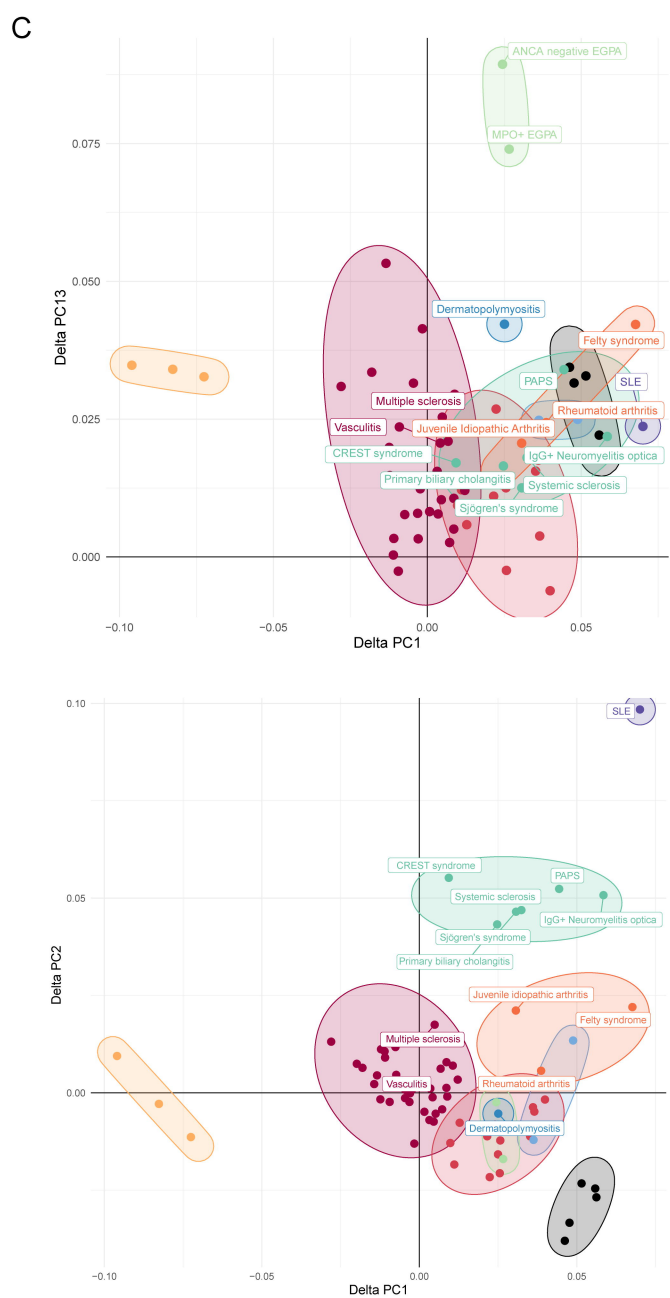 C
ANCA negative EGPA
MPO+ EGPA
0.075
0.050
Delta PC13
Dermatopolymyositis
Felty syndrome
PAPS
SLE
Multiple sclerosis
Rheumatoid arthritis
0.025
Vasculitis
Juvenile Idiopathic Arthritis
CREST syndrome
IgG+ Neuromyelitis optica
Primary biliary cholangitis
Systemic sclerosis
Sjögren's syndrome
0.000
−0.10
−0.05
0.00
0.05
Delta PC1
0.10
SLE
CREST syndrome
PAPS
Systemic sclerosis
0.05
IgG+ Neuromyelitis optica
Sjögren's syndrome
Primary biliary cholangitis
Delta PC2
Juvenile idiopathic arthritis
Felty syndrome
Multiple sclerosis
Vasculitis
Rheumatoid arthritis
0.00
Dermatopolymyositis
−0.10
−0.05
0.00
0.05
Delta PC1